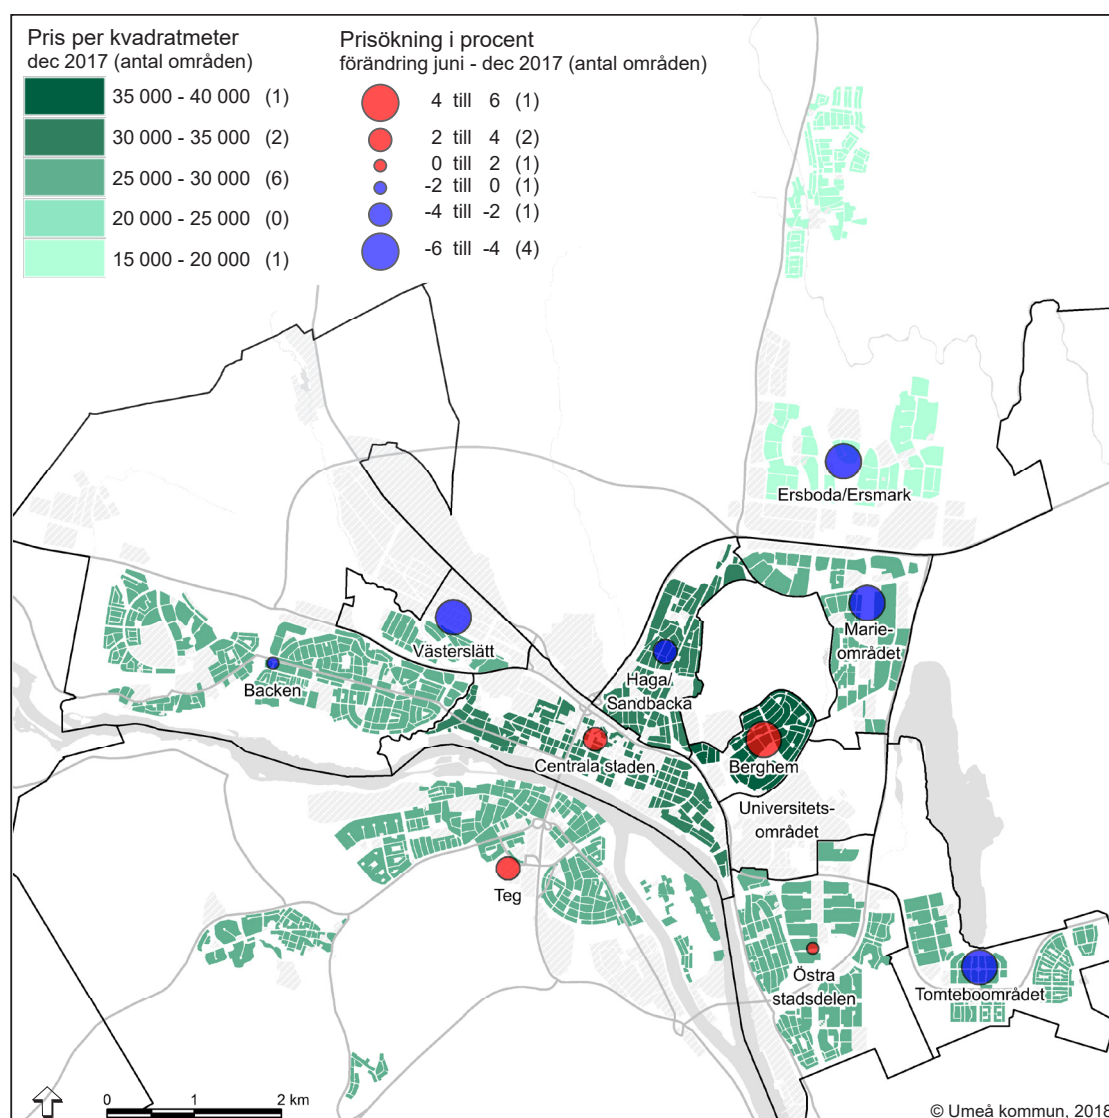 Pris per kvadratmeter
dec 2017 (antal områden)
35 000 - 40 000 (1)
30 000 - 35 000 (2)
25 000 - 30 000 (6)
20 000 - 25 000 (0)
15 000 - 20 000 (1)
Prisökning i procent
förändring juni - dec 2017 (antal områden)
4 till 6 (1)
2 till 4 (2)
0 till 2 (1)
-2 till 0 (1)
-4 till -2 (1)
-6 till -4 (4)
Ersboda/Ersmark
Marie-
området
Västerslätt
Haga/
Sandbacka
Backen
Centrala staden
Berghem
Universitets-
området
Teg
Östra
stadsdelen
Tomteboområdet
0 1 2 km
© Umeå kommun, 2018